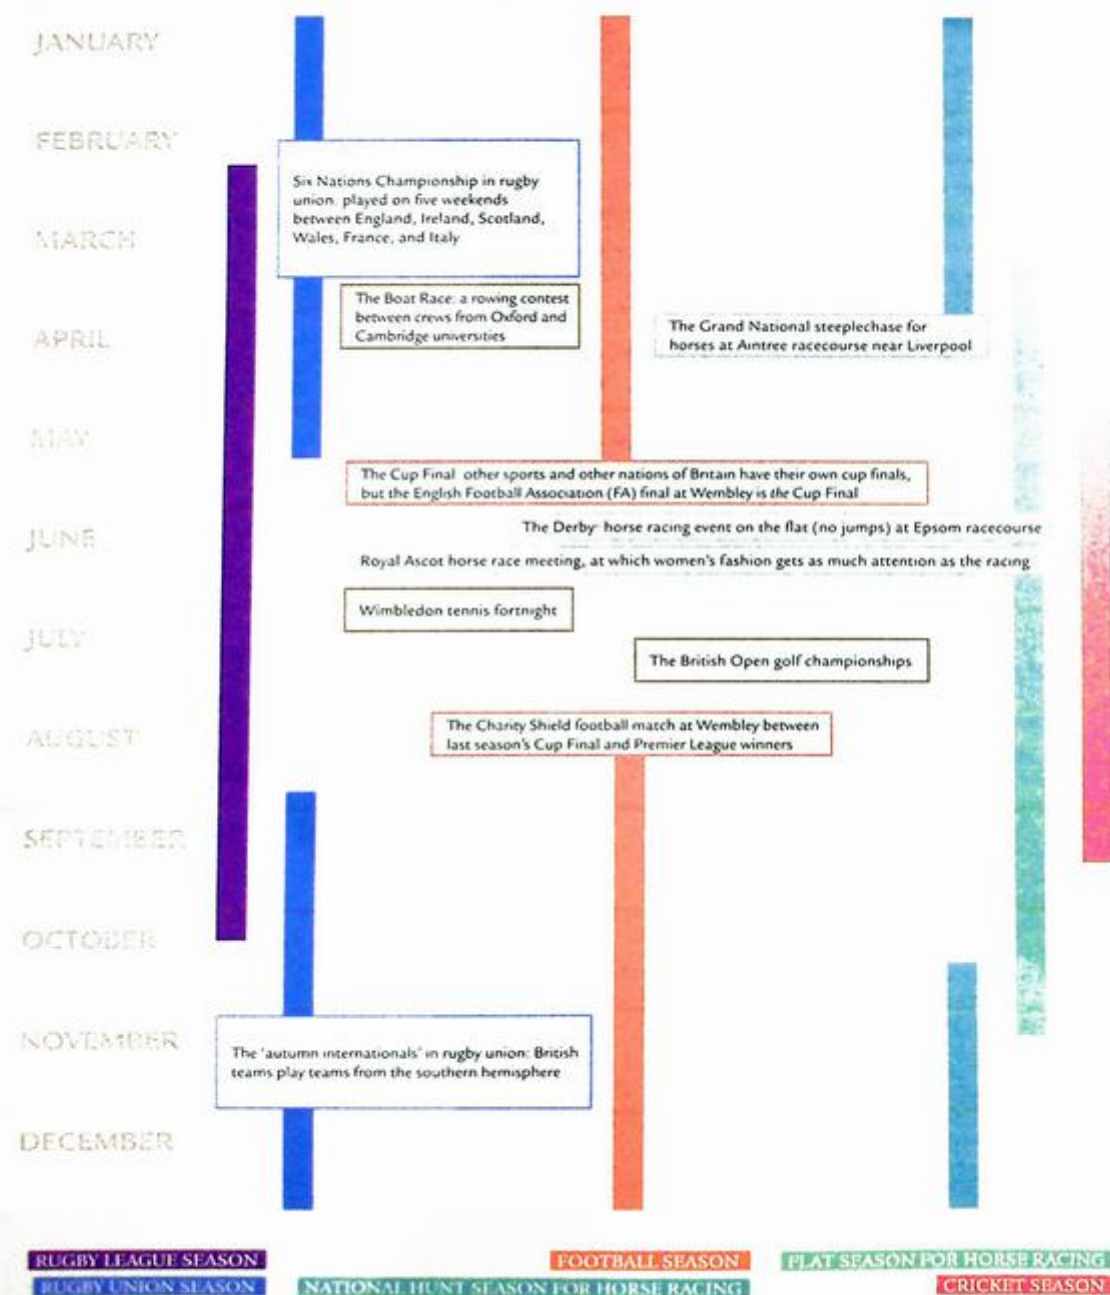 JANUARY
FEBRUARY
Six Nations Championship in rugby
union played on five weekends
between England, Ireland, Scotland,
Wales, France, and Italy
MARCH
The Boat Race: a rowing contest
between crews from Oxford and
Cambridge universities
The Grand National steeplechase for
horses at Aintree racecourse near Liverpool
APRIL
MAY
The Cup Final other sports and other nations of Britain have their own cup finals,
but the English Football Association (FA) final at Wembley is the Cup Final
The Derby: horse racing event on the flat (no jumps) at Epsom racecourse
JUNE
Royal Ascot horse race meeting, at which women's fashion gets as much attention as the racing
Wimbledon tennis fortnight
JULY
The British Open golf championships
The Charity Shield football match at Wembley between
last season's Cup Final and Premier League winners
AUGUST
SEPTEMBER
OCTOBER
NOVEMBER
The 'autumn internationals' in rugby union: British
teams play teams from the southern hemisphere
DECEMBER
RUGBY LEAGUE SEASON
FOOTBALL SEASON
FLAT SEASON FOR HORSE RACING
RUGBY UNION SEASON
NATIONAL HUNT SEASON FOR HORSE RACING
CRICKET SEASON